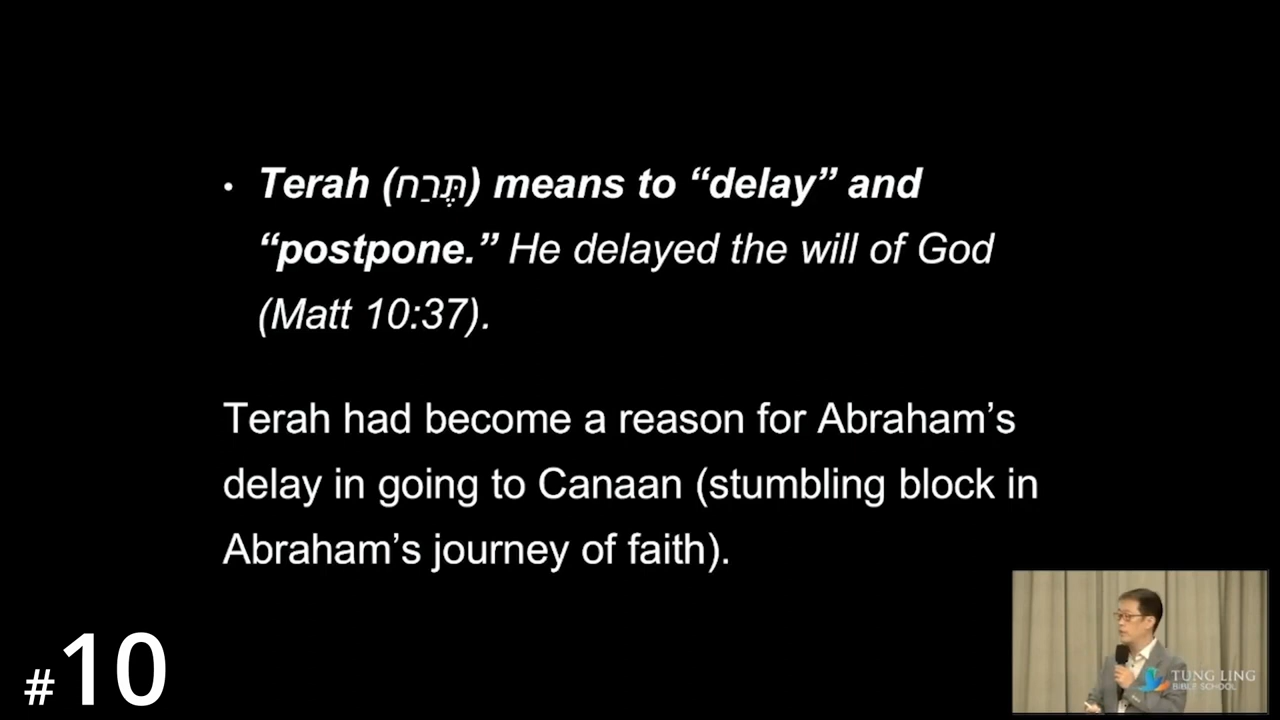 • Terah (תֶּרַח) means to “delay” and
“postpone.” He delayed the will of God
(Matt 10:37).
Terah had become a reason for Abraham’s
delay in going to Canaan (stumbling block in
Abraham’s journey of faith).
#10
TUNG LING
BIBLE SCHOOL